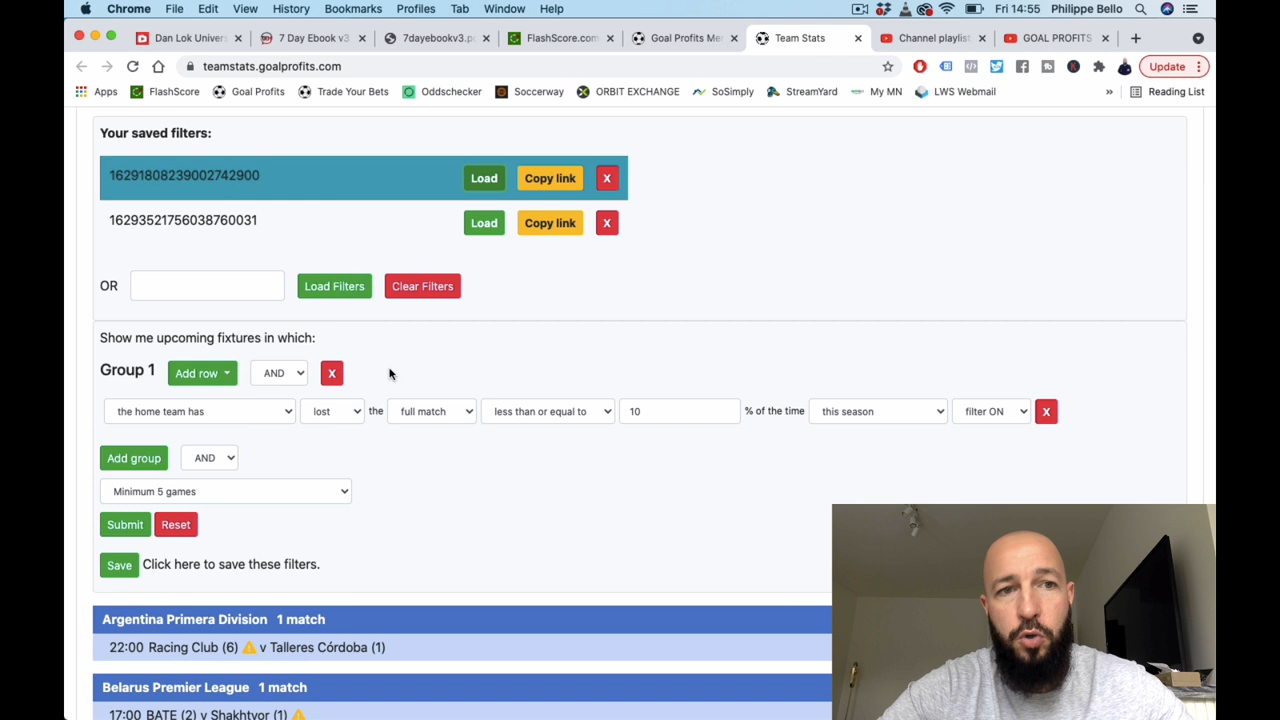 Chrome File Edit View History Bookmarks Profiles Tab Window Help Fri 14:55 Philippe Bello
Dan Lok Univers 7 Day Ebook v3 7dayebookv3.p FlashScore.com Goal Profits Me Team Stats Channel playlist GOAL PROFITS
teamstats.goalprofits.com Update
Apps FlashScore Goal Profits Trade Your Bets Oddschecker Soccerway ORBIT EXCHANGE SoSimply StreamYard My MN LWS Webmail » Reading List
Your saved filters:
16291808239002742900 Load Copy link X
16293521756038760031 Load Copy link X
OR Load Filters Clear Filters
Show me upcoming fixtures in which:
Group 1 Add row AND X
the home team has lost the full match less than or equal to 10 % of the time this season filter ON X
Add group AND
Minimum 5 games
Submit Reset
Save Click here to save these filters.
Argentina Primera Division 1 match
22:00 Racing Club (6) v Talleres Córdoba (1)
Belarus Premier League 1 match
17:00 BATE (2) v Shakhtyor (1)